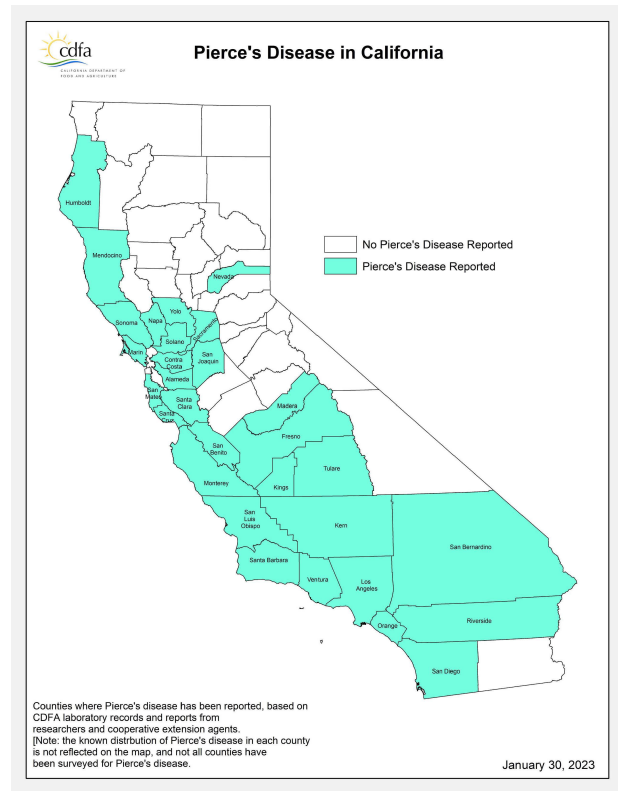 cdfa
CALIFORNIA DEPARTMENT OF
FOOD AND AGRICULTURE
Pierce's Disease in California
No Pierce's Disease Reported
Pierce's Disease Reported
Humboldt
Mendocino
Nevada
Yolo
Sonoma
Napa
Sacramento
Solano
Marin
Contra
Costa
San
Joaquin
Alameda
San
Mateo
Santa
Clara
Santa
Cruz
Madera
Fresno
San
Benito
Tulare
Monterey
Kings
San
Luis
Obispo
Kern
San Bernardino
Santa Barbara
Ventura
Los
Angeles
Orange
Riverside
San Diego
Counties where Pierce's disease has been reported, based on
CDFA laboratory records and reports from
researchers and cooperative extension agents.
[Note: the known distrbution of Pierce's disease in each county
is not reflected on the map, and not all counties have
been surveyed for Pierce's disease.
January 30, 2023